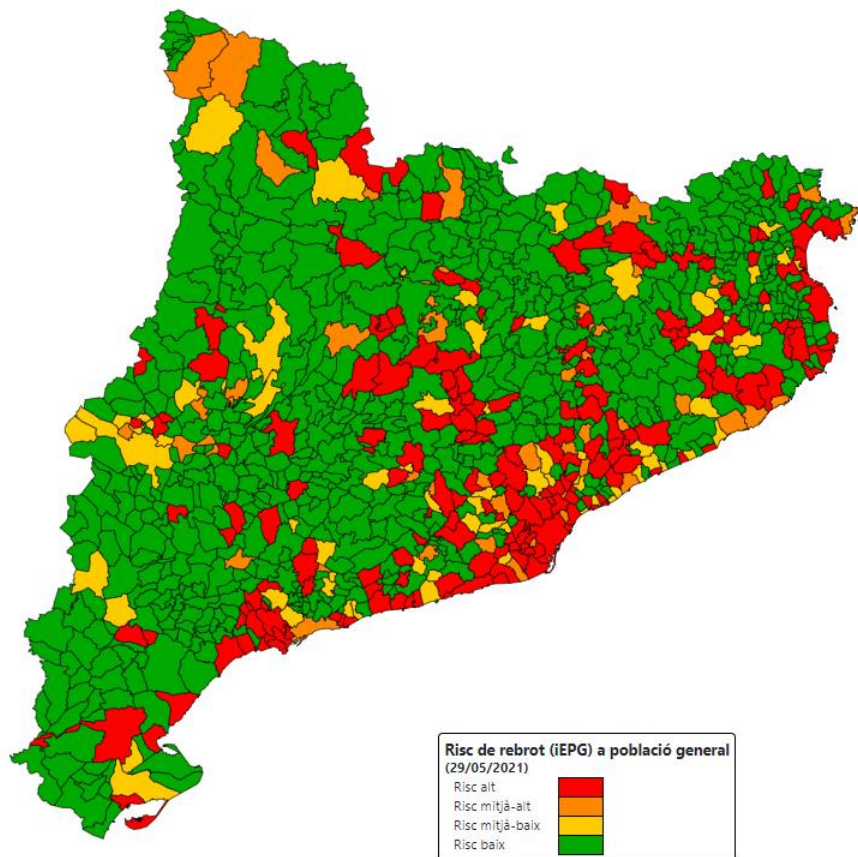 Risc de rebrot (iEPG) a població general
(29/05/2021)
Risc alt
Risc mitjà-alt
Risc mitjà-baix
Risc baix